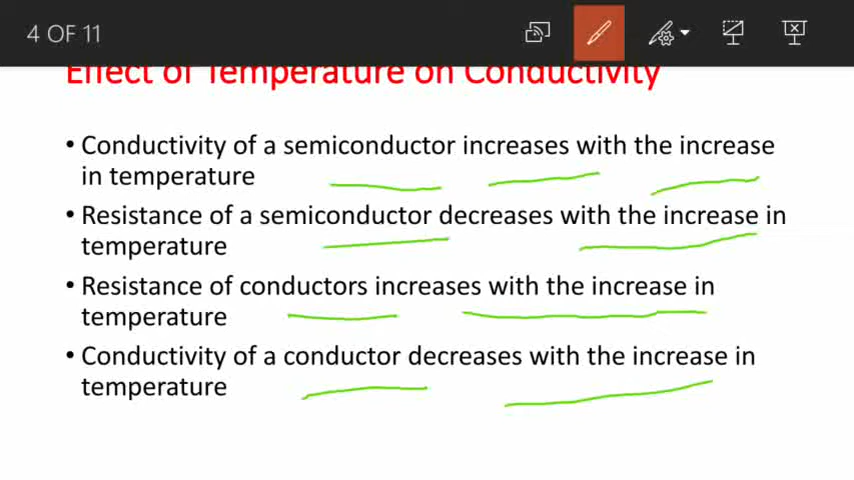 4 OF 11
Effect of Temperature on Conductivity
• Conductivity of a semiconductor increases with the increase
in temperature
• Resistance of a semiconductor decreases with the increase in
temperature
• Resistance of conductors increases with the increase in
temperature
• Conductivity of a conductor decreases with the increase in
temperature